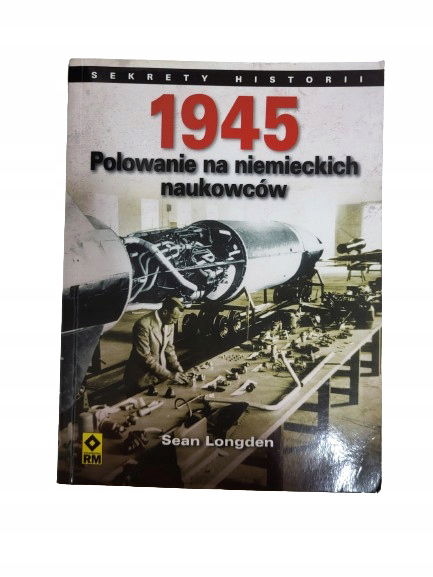 SEKRETY HISTORII
1945
Polowanie na niemieckich
naukowców
Sean Longden
RM